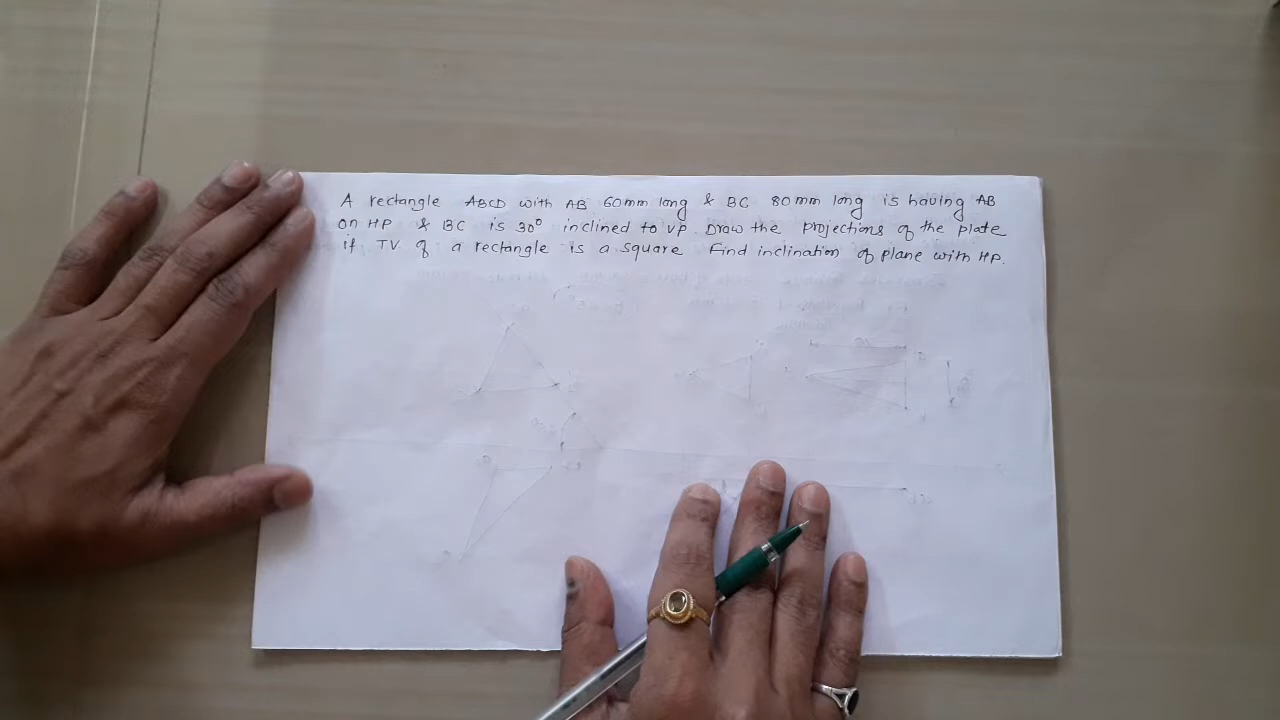 A rectangle ABCD with AB 60mm long & BC 80mm long is having AB
on HP & BC is 30° inclined to VP. Draw the projections of the plate
if TV of a rectangle is a square. Find inclination of plane with HP.